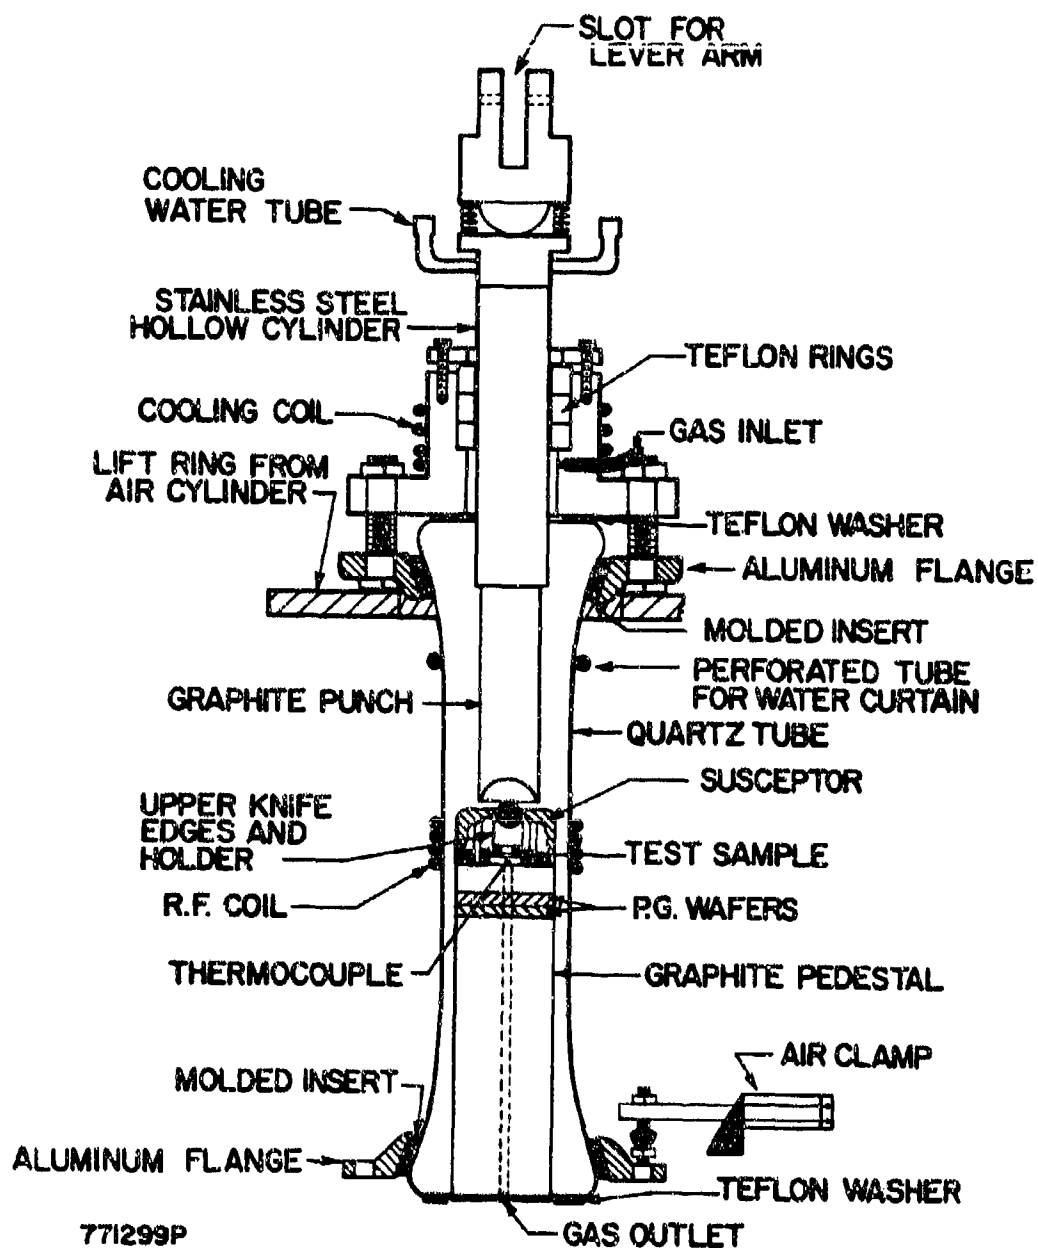 SLOT FOR
LEVER ARM
COOLING
WATER TUBE
STAINLESS STEEL
HOLLOW CYLINDER
TEFLON RINGS
COOLING COIL
GAS INLET
LIFT RING FROM
AIR CYLINDER
TEFLON WASHER
ALUMINUM FLANGE
MOLDED INSERT
PERFORATED TUBE
FOR WATER CURTAIN
GRAPHITE PUNCH
QUARTZ TUBE
SUSCEPTOR
UPPER KNIFE
EDGES AND
HOLDER
TEST SAMPLE
R.F. COIL
P.G. WAFERS
THERMOCOUPLE
GRAPHITE PEDESTAL
AIR CLAMP
MOLDED INSERT
ALUMINUM FLANGE
TEFLON WASHER
GAS OUTLET
771299P